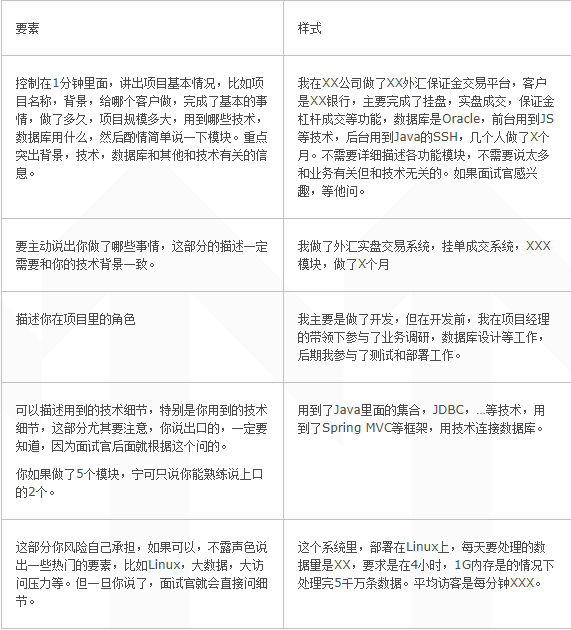 要素
样式
控制在1分钟里面，讲出项目基本情况，比如项
目名称，背景，给哪个客户做，完成了基本的事
情，做了多久，项目规模多大，用到哪些技术，
数据库用什么，然后酌情简单说一下模块。重点
突出背景，技术，数据库和其他和技术有关的信
息。
我在XX公司做了XX外汇保证金交易平台，客户
是XX银行，主要完成了挂盘，实盘成交，保证金
杠杆成交等功能，数据库是Oracle，前台用到JS
等技术，后台用到Java的SSH，几个人做了X个
月。不需要详细描述各功能模块，不需要说太多
和业务有关但和技术无关的。如果面试官感兴
趣，等他问。
要主动说出你做了哪些事情，这部分的描述一定
需要和你的技术背景一致。
我做了外汇实盘交易系统，挂单成交系统，XXX
模块，做了X个月
描述你在项目里的角色
我主要是做了开发，但在开发前，我在项目经理
的带领下参与了业务调研，数据库设计等工作，
后期我参与了测试和部署工作。
可以描述用到的技术细节，特别是你用到的技术
细节，这部分尤其要注意，你说出口的，一定要
知道，因为面试官后面就根据这个问的。
你如果做了5个模块，宁可只说你能熟练说上口
的2个。
用到了Java里面的集合，JDBC，…等技术，用
到了Spring MVC等框架，用技术连接数据库。
这部分你风险自己承担，如果可以，不露声色说
出一些热门的要素，比如Linux，大数据，大访
问压力等。但一旦你说了，面试官就会直接问细
节。
这个系统里，部署在Linux上，每天要处理的数
据量是XX，要求是在4小时，1G内存是的情况下
处理完5千万条数据。平均访客是每分钟XXX。